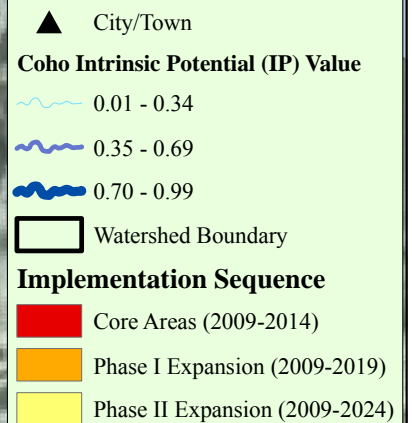 City/Town
Coho Intrinsic Potential (IP) Value
0.01 - 0.34
0.35 - 0.69
0.70 - 0.99
Watershed Boundary
Implementation Sequence
Core Areas (2009-2014)
Phase I Expansion (2009-2019)
Phase II Expansion (2009-2024)